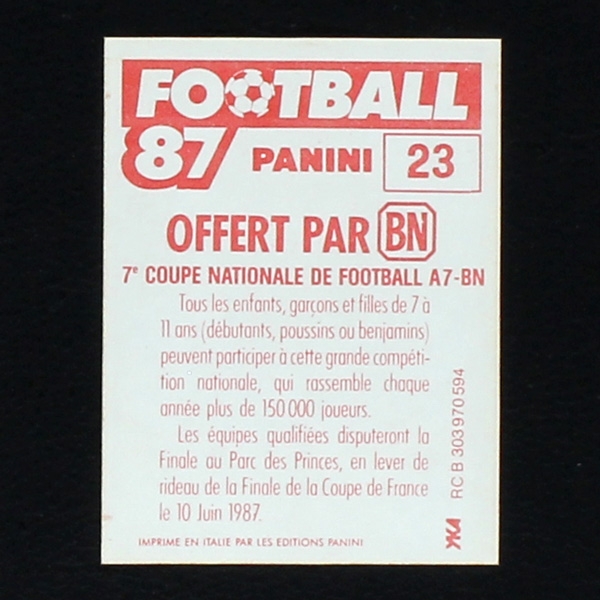 FOOTBALL
87 PANINI 23
OFFERT PAR BN
7e COUPE NATIONALE DE FOOTBALL A7-BN
Tous les enfants, garçons et filles de 7 à
11 ans (débutants, poussins ou benjamins)
peuvent participer à cette grande compéti-
tion nationale, qui rassemble chaque
année plus de 150 000 joueurs.
Les équipes qualifiées disputeront la
Finale au Parc des Princes, en lever de
rideau de la Finale de la Coupe de France
le 10 Juin 1987.
IMPRIME EN ITALIE PAR LES EDITIONS PANINI
RC B 303 970 594